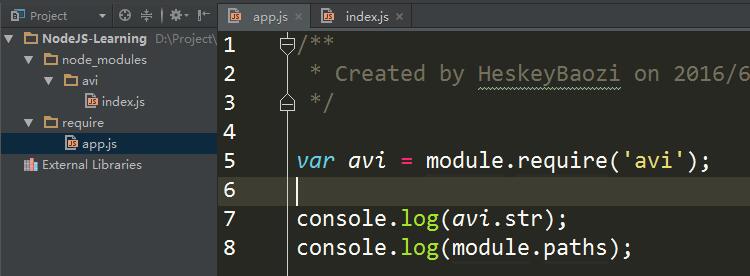 Project
app.js
index.js
NodeJS-Learning D:\Project\
node_modules
avi
index.js
require
app.js
External Libraries
1 /**
2 * Created by HeskeyBaozi on 2016/6
3 */
4
5 var avi = module.require('avi');
6
7 console.log(avi.str);
8 console.log(module.paths);